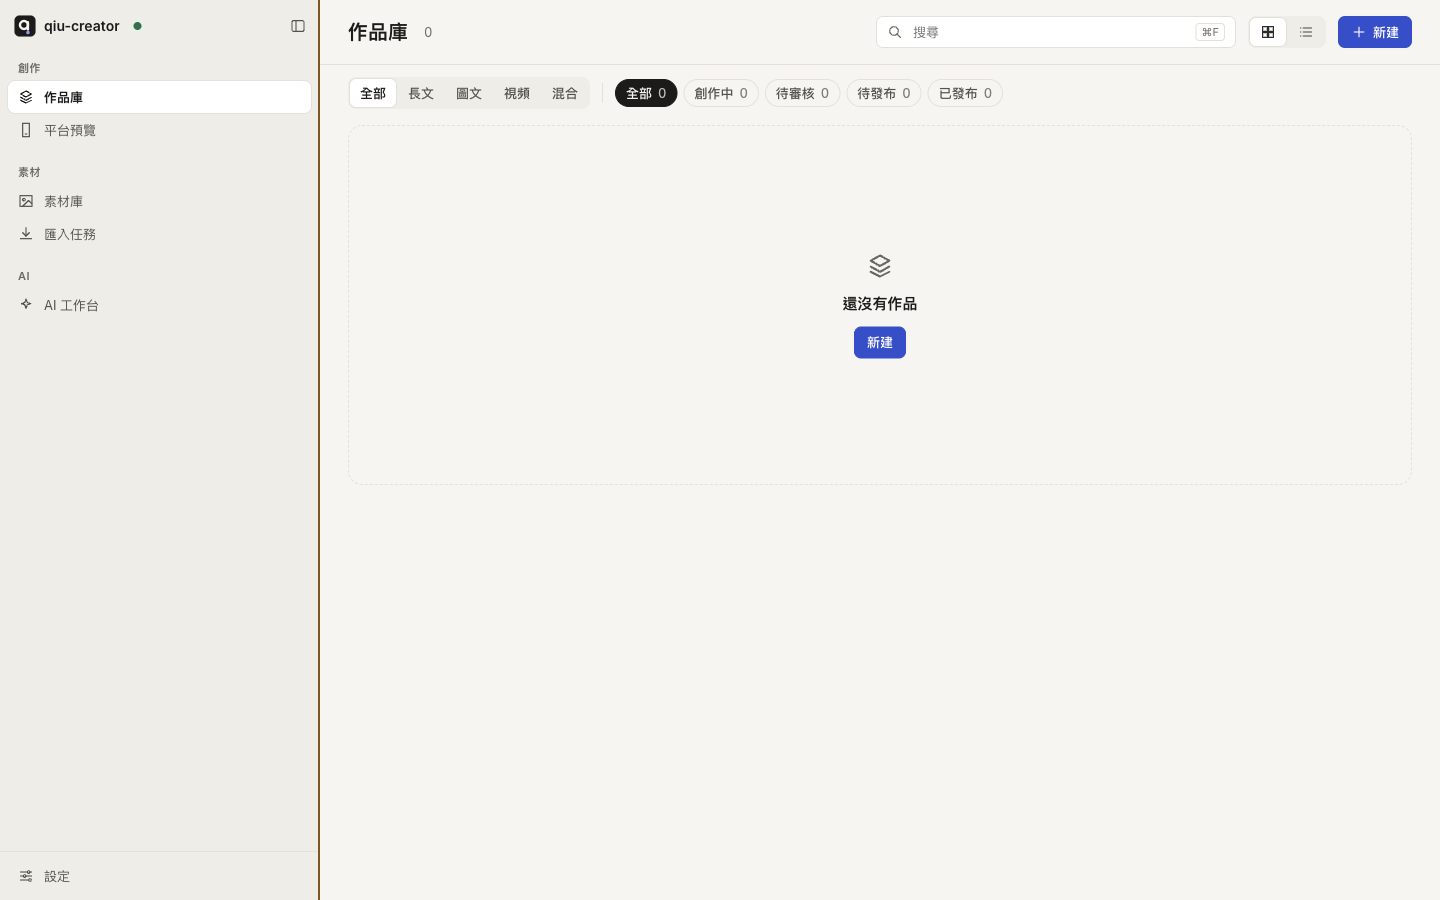 qiu-creator
創作
作品庫
平台預覽
素材
素材庫
匯入任務
AI
AI 工作台
設定
作品庫 0
搜尋 ⌘F
新建
全部 長文 圖文 視頻 混合
全部 0 創作中 0 待審核 0 待發布 0 已發布 0
還沒有作品
新建